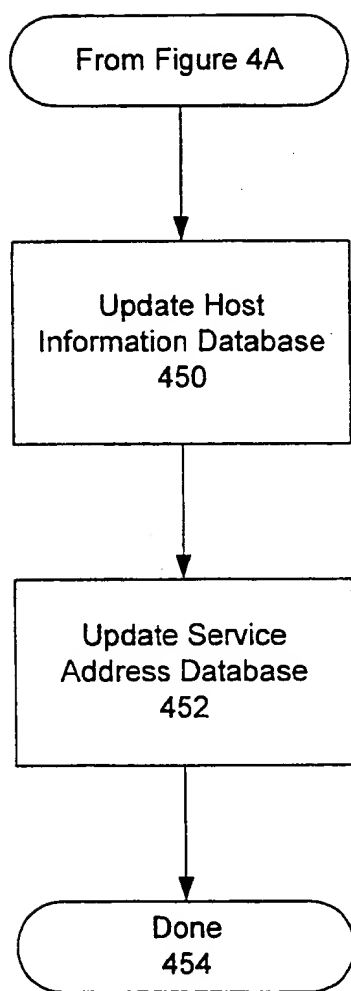 From Figure 4A
Update Host
Information Database
450
Update Service
Address Database
452
Done
454